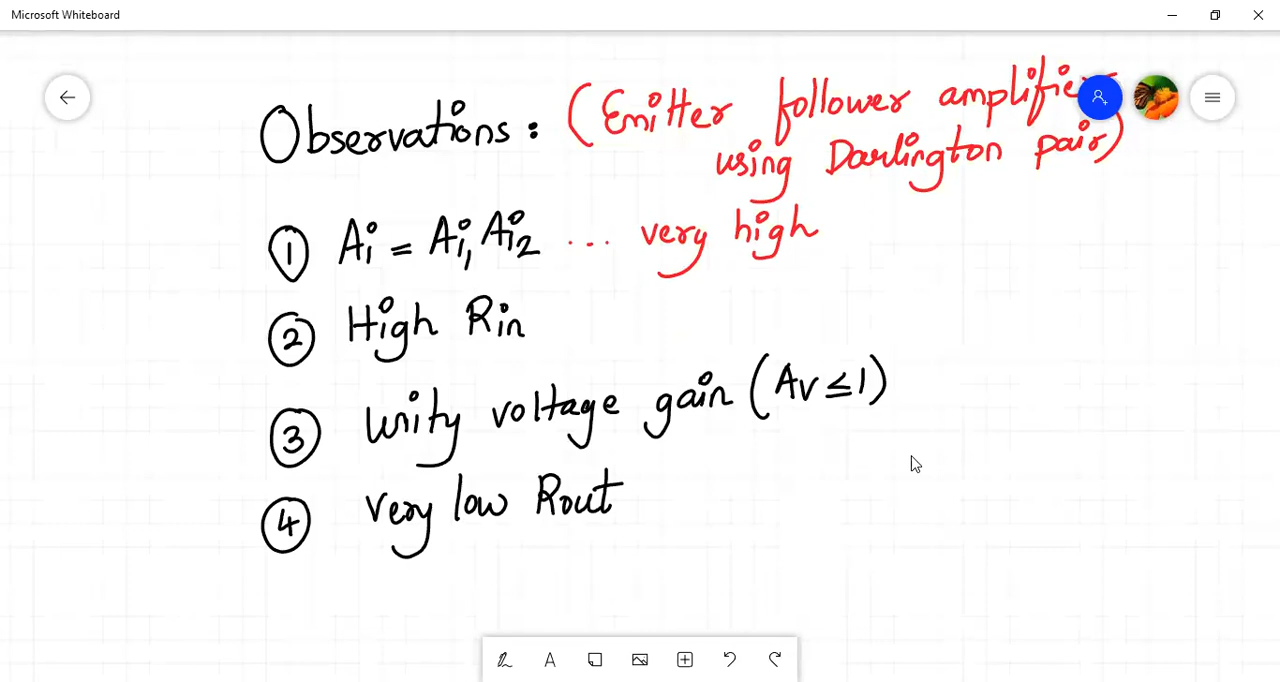 Microsoft Whiteboard
Observations: (Emitter follower amplifier
using Darlington pair)
① Ai = Ai1 Ai2 ... very high
② High Rin
③ Unity voltage gain (Av ≤ 1)
④ Very low Rout
A